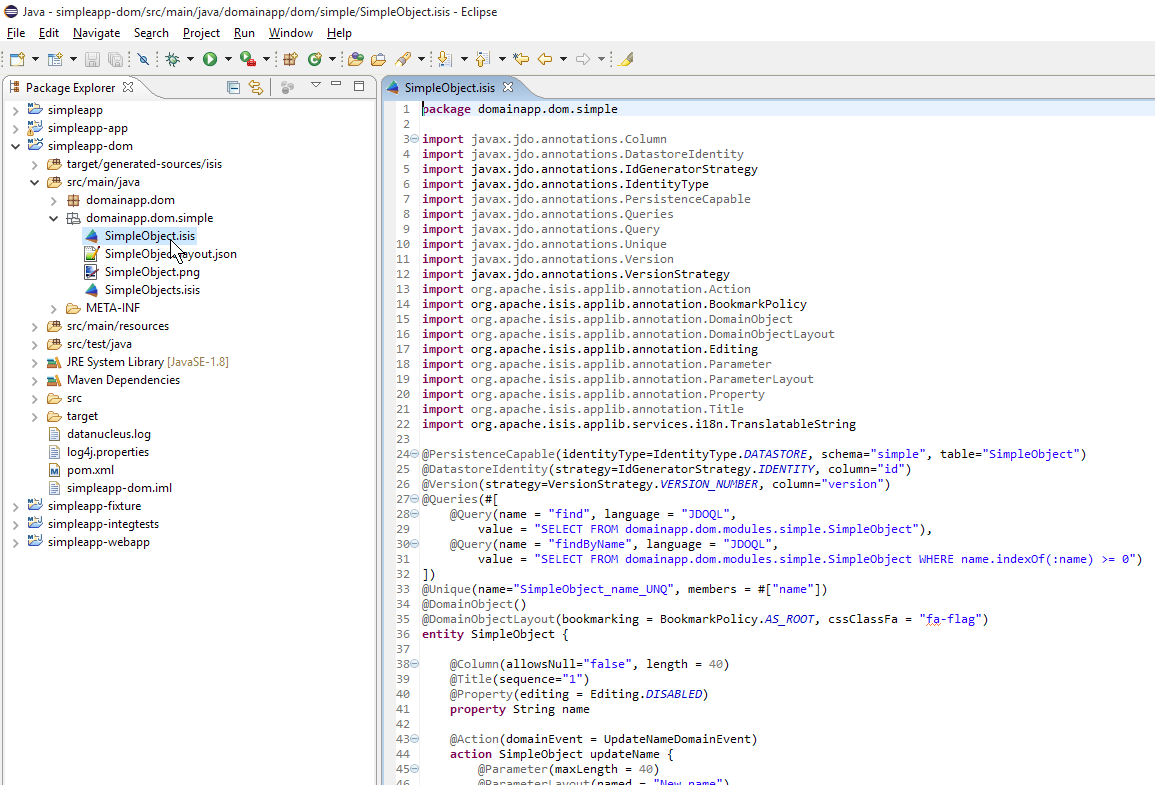 Java - simpleapp-dom/src/main/java/domainapp/dom/simple/SimpleObject.isis - Eclipse
File Edit Navigate Search Project Run Window Help
Package Explorer
simpleapp
simpleapp-app
simpleapp-dom
target/generated-sources/isis
src/main/java
domainapp.dom
domainapp.dom.simple
SimpleObject.isis
SimpleObject.layout.json
SimpleObject.png
SimpleObjects.isis
META-INF
src/main/resources
src/test/java
JRE System Library [JavaSE-1.8]
Maven Dependencies
src
target
datanucleus.log
log4j.properties
pom.xml
simpleapp-dom.iml
simpleapp-fixture
simpleapp-integtests
simpleapp-webapp
SimpleObject.isis
1 package domainapp.dom.simple
2
3 import javax.jdo.annotations.Column
4 import javax.jdo.annotations.DatastoreIdentity
5 import javax.jdo.annotations.IdGeneratorStrategy
6 import javax.jdo.annotations.IdentityType
7 import javax.jdo.annotations.PersistenceCapable
8 import javax.jdo.annotations.Queries
9 import javax.jdo.annotations.Query
10 import javax.jdo.annotations.Unique
11 import javax.jdo.annotations.Version
12 import javax.jdo.annotations.VersionStrategy
13 import org.apache.isis.applib.annotation.Action
14 import org.apache.isis.applib.annotation.BookmarkPolicy
15 import org.apache.isis.applib.annotation.DomainObject
16 import org.apache.isis.applib.annotation.DomainObjectLayout
17 import org.apache.isis.applib.annotation.Editing
18 import org.apache.isis.applib.annotation.Parameter
19 import org.apache.isis.applib.annotation.ParameterLayout
20 import org.apache.isis.applib.annotation.Property
21 import org.apache.isis.applib.annotation.Title
22 import org.apache.isis.applib.services.i18n.TranslatableString
23
24 @PersistenceCapable(identityType=IdentityType.DATASTORE, schema="simple", table="SimpleObject")
25 @DatastoreIdentity(strategy=IdGeneratorStrategy.IDENTITY, column="id")
26 @Version(strategy=VersionStrategy.VERSION_NUMBER, column="version")
27 @Queries(#[
28 @Query(name = "find", language = "JDOQL",
29 value = "SELECT FROM domainapp.dom.modules.simple.SimpleObject"),
30 @Query(name = "findByName", language = "JDOQL",
31 value = "SELECT FROM domainapp.dom.modules.simple.SimpleObject WHERE name.indexOf(:name) >= 0")
32 ])
33 @Unique(name="SimpleObject_name_UNQ", members = #["name"])
34 @DomainObject()
35 @DomainObjectLayout(bookmarking = BookmarkPolicy.AS_ROOT, cssClassFa = "fa-flag")
36 entity SimpleObject {
37
38 @Column(allowsNull="false", length = 40)
39 @Title(sequence="1")
40 @Property(editing = Editing.DISABLED)
41 property String name
42
43 @Action(domainEvent = UpdateNameDomainEvent)
44 action SimpleObject updateName {
45 @Parameter(maxLength = 40)
46 @ParameterLayout(named = "New name")